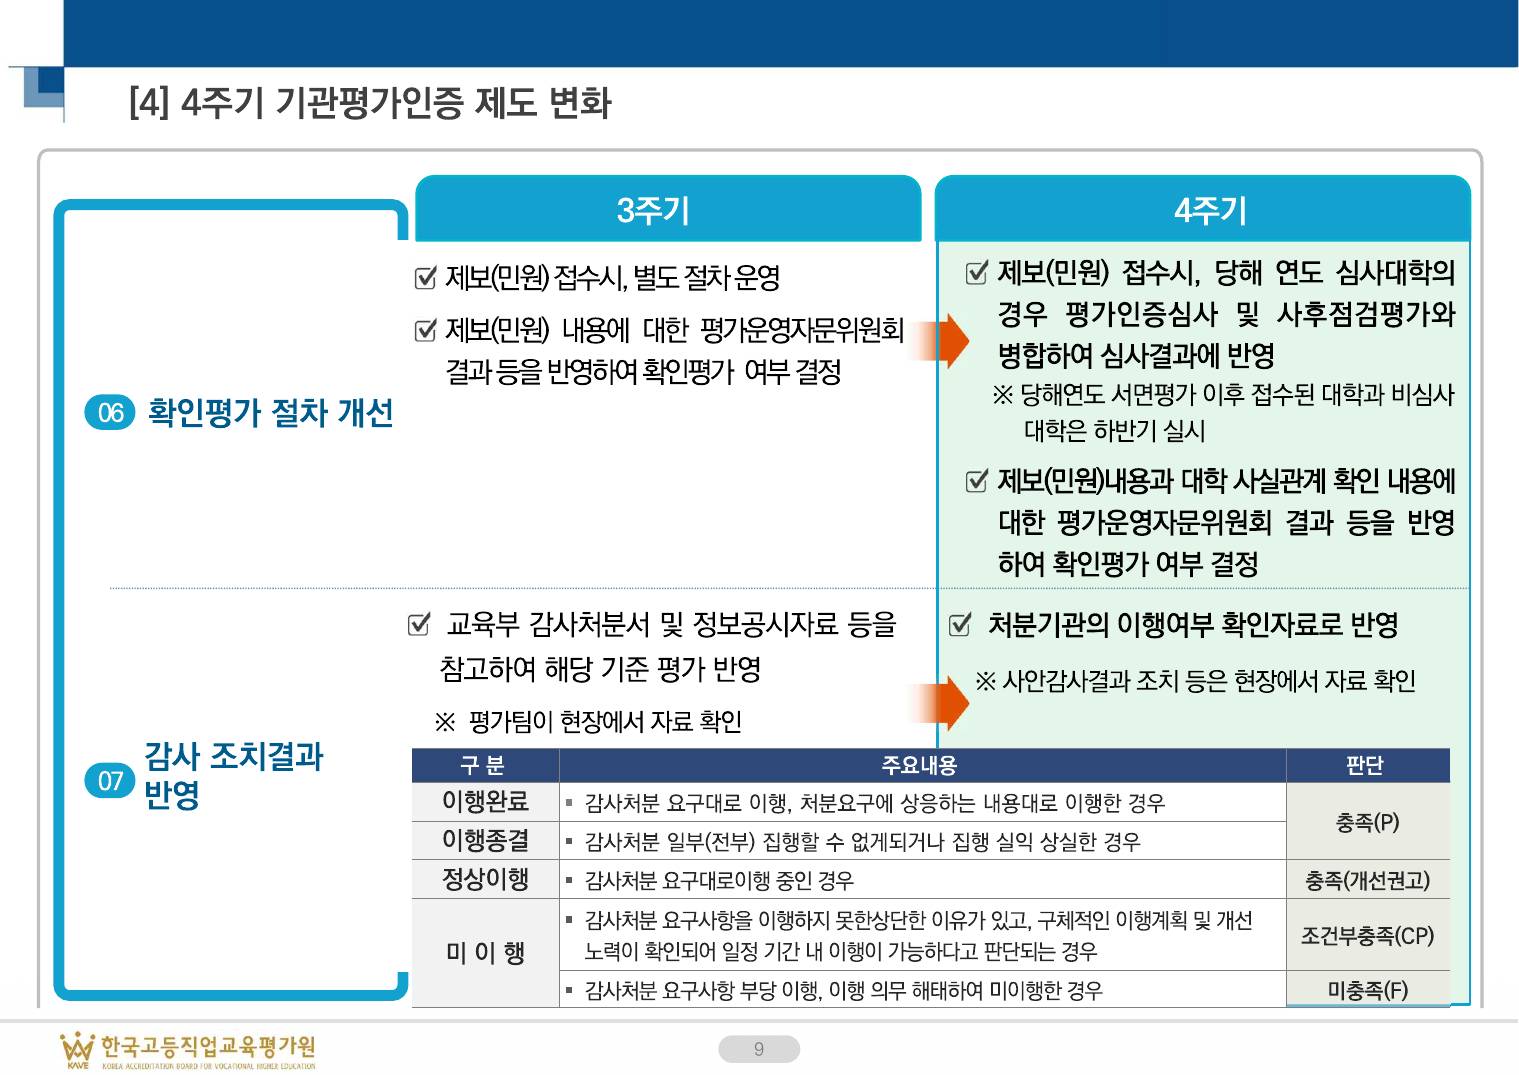 [4] 4주기 기관평가인증 제도 변화
3주기
4주기
06 확인평가 절차 개선
제보(민원) 접수시, 별도 절차 운영
제보(민원) 내용에 대한 평가운영자문위원회
결과 등을 반영하여 확인평가 여부 결정
제보(민원) 접수시, 당해 연도 심사대학의
경우 평가인증심사 및 사후점검평가와
병합하여 심사결과에 반영
※ 당해연도 서면평가 이후 접수된 대학과 비심사
대학은 하반기 실시
제보(민원)내용과 대학 사실관계 확인 내용에
대한 평가운영자문위원회 결과 등을 반영
하여 확인평가 여부 결정
07 감사 조치결과
반영
교육부 감사처분서 및 정보공시자료 등을
참고하여 해당 기준 평가 반영
※ 평가팀이 현장에서 자료 확인
처분기관의 이행여부 확인자료로 반영
※ 사안감사결과 조치 등은 현장에서 자료 확인
구 분 주요내용 판단
이행완료 ▪ 감사처분 요구대로 이행, 처분요구에 상응하는 내용대로 이행한 경우
충족(P)
이행종결 ▪ 감사처분 일부(전부) 집행할 수 없게되거나 집행 실익 상실한 경우
정상이행 ▪ 감사처분 요구대로이행 중인 경우 충족(개선권고)
미 이 행
▪ 감사처분 요구사항을 이행하지 못한상단한 이유가 있고, 구체적인 이행계획 및 개선
노력이 확인되어 일정 기간 내 이행이 가능하다고 판단되는 경우
조건부충족(CP)
▪ 감사처분 요구사항 부당 이행, 이행 의무 해태하여 미이행한 경우 미충족(F)
KAVE 한국고등직업교육평가원
KOREA ACCREDITATION BOARD FOR VOCATIONAL HIGHER EDUCATION
9